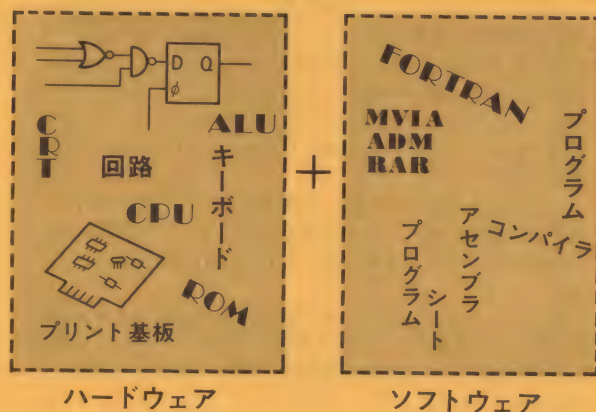 D Q
φ
CRT
ALU
回路
キーボード
CPU
ROM
プリント基板
ハードウェア
+
FORTRAN
MVIA
ADM
RAR
プログラム
コンパイラ
アセンブラ
プログラム
シート
ソフトウェア